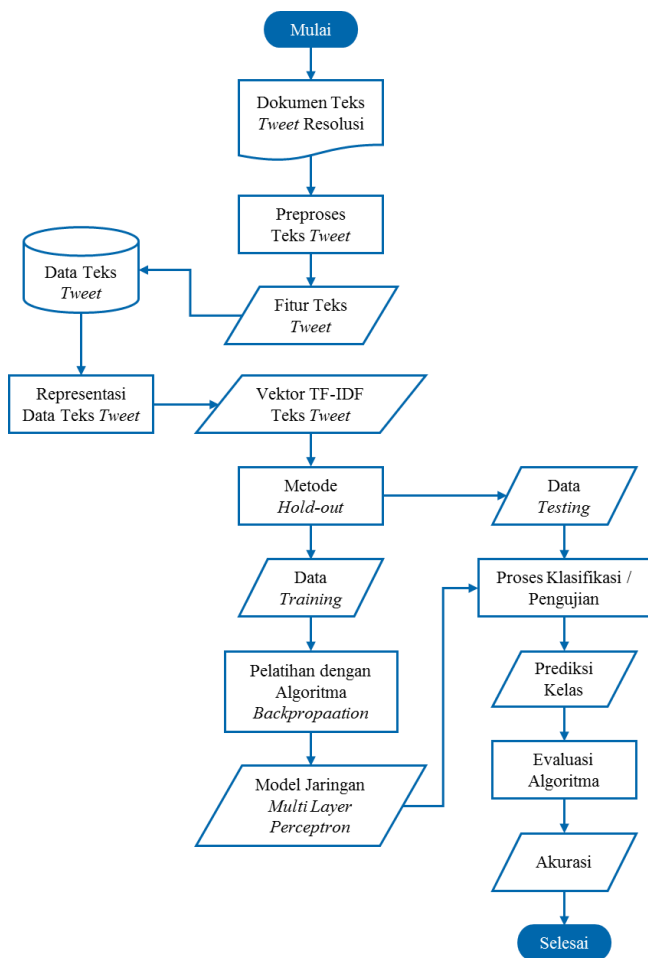 Mulai
Dokumen Teks
Tweet Resolusi
Preproses
Teks Tweet
Data Teks
Tweet
Fitur Teks
Tweet
Representasi
Data Teks Tweet
Vektor TF-IDF
Teks Tweet
Metode
Hold-out
Data
Testing
Data
Training
Proses Klasifikasi /
Pengujian
Pelatihan dengan
Algoritma
Backpropaation
Prediksi
Kelas
Model Jaringan
Multi Layer
Perceptron
Evaluasi
Algoritma
Akurasi
Selesai